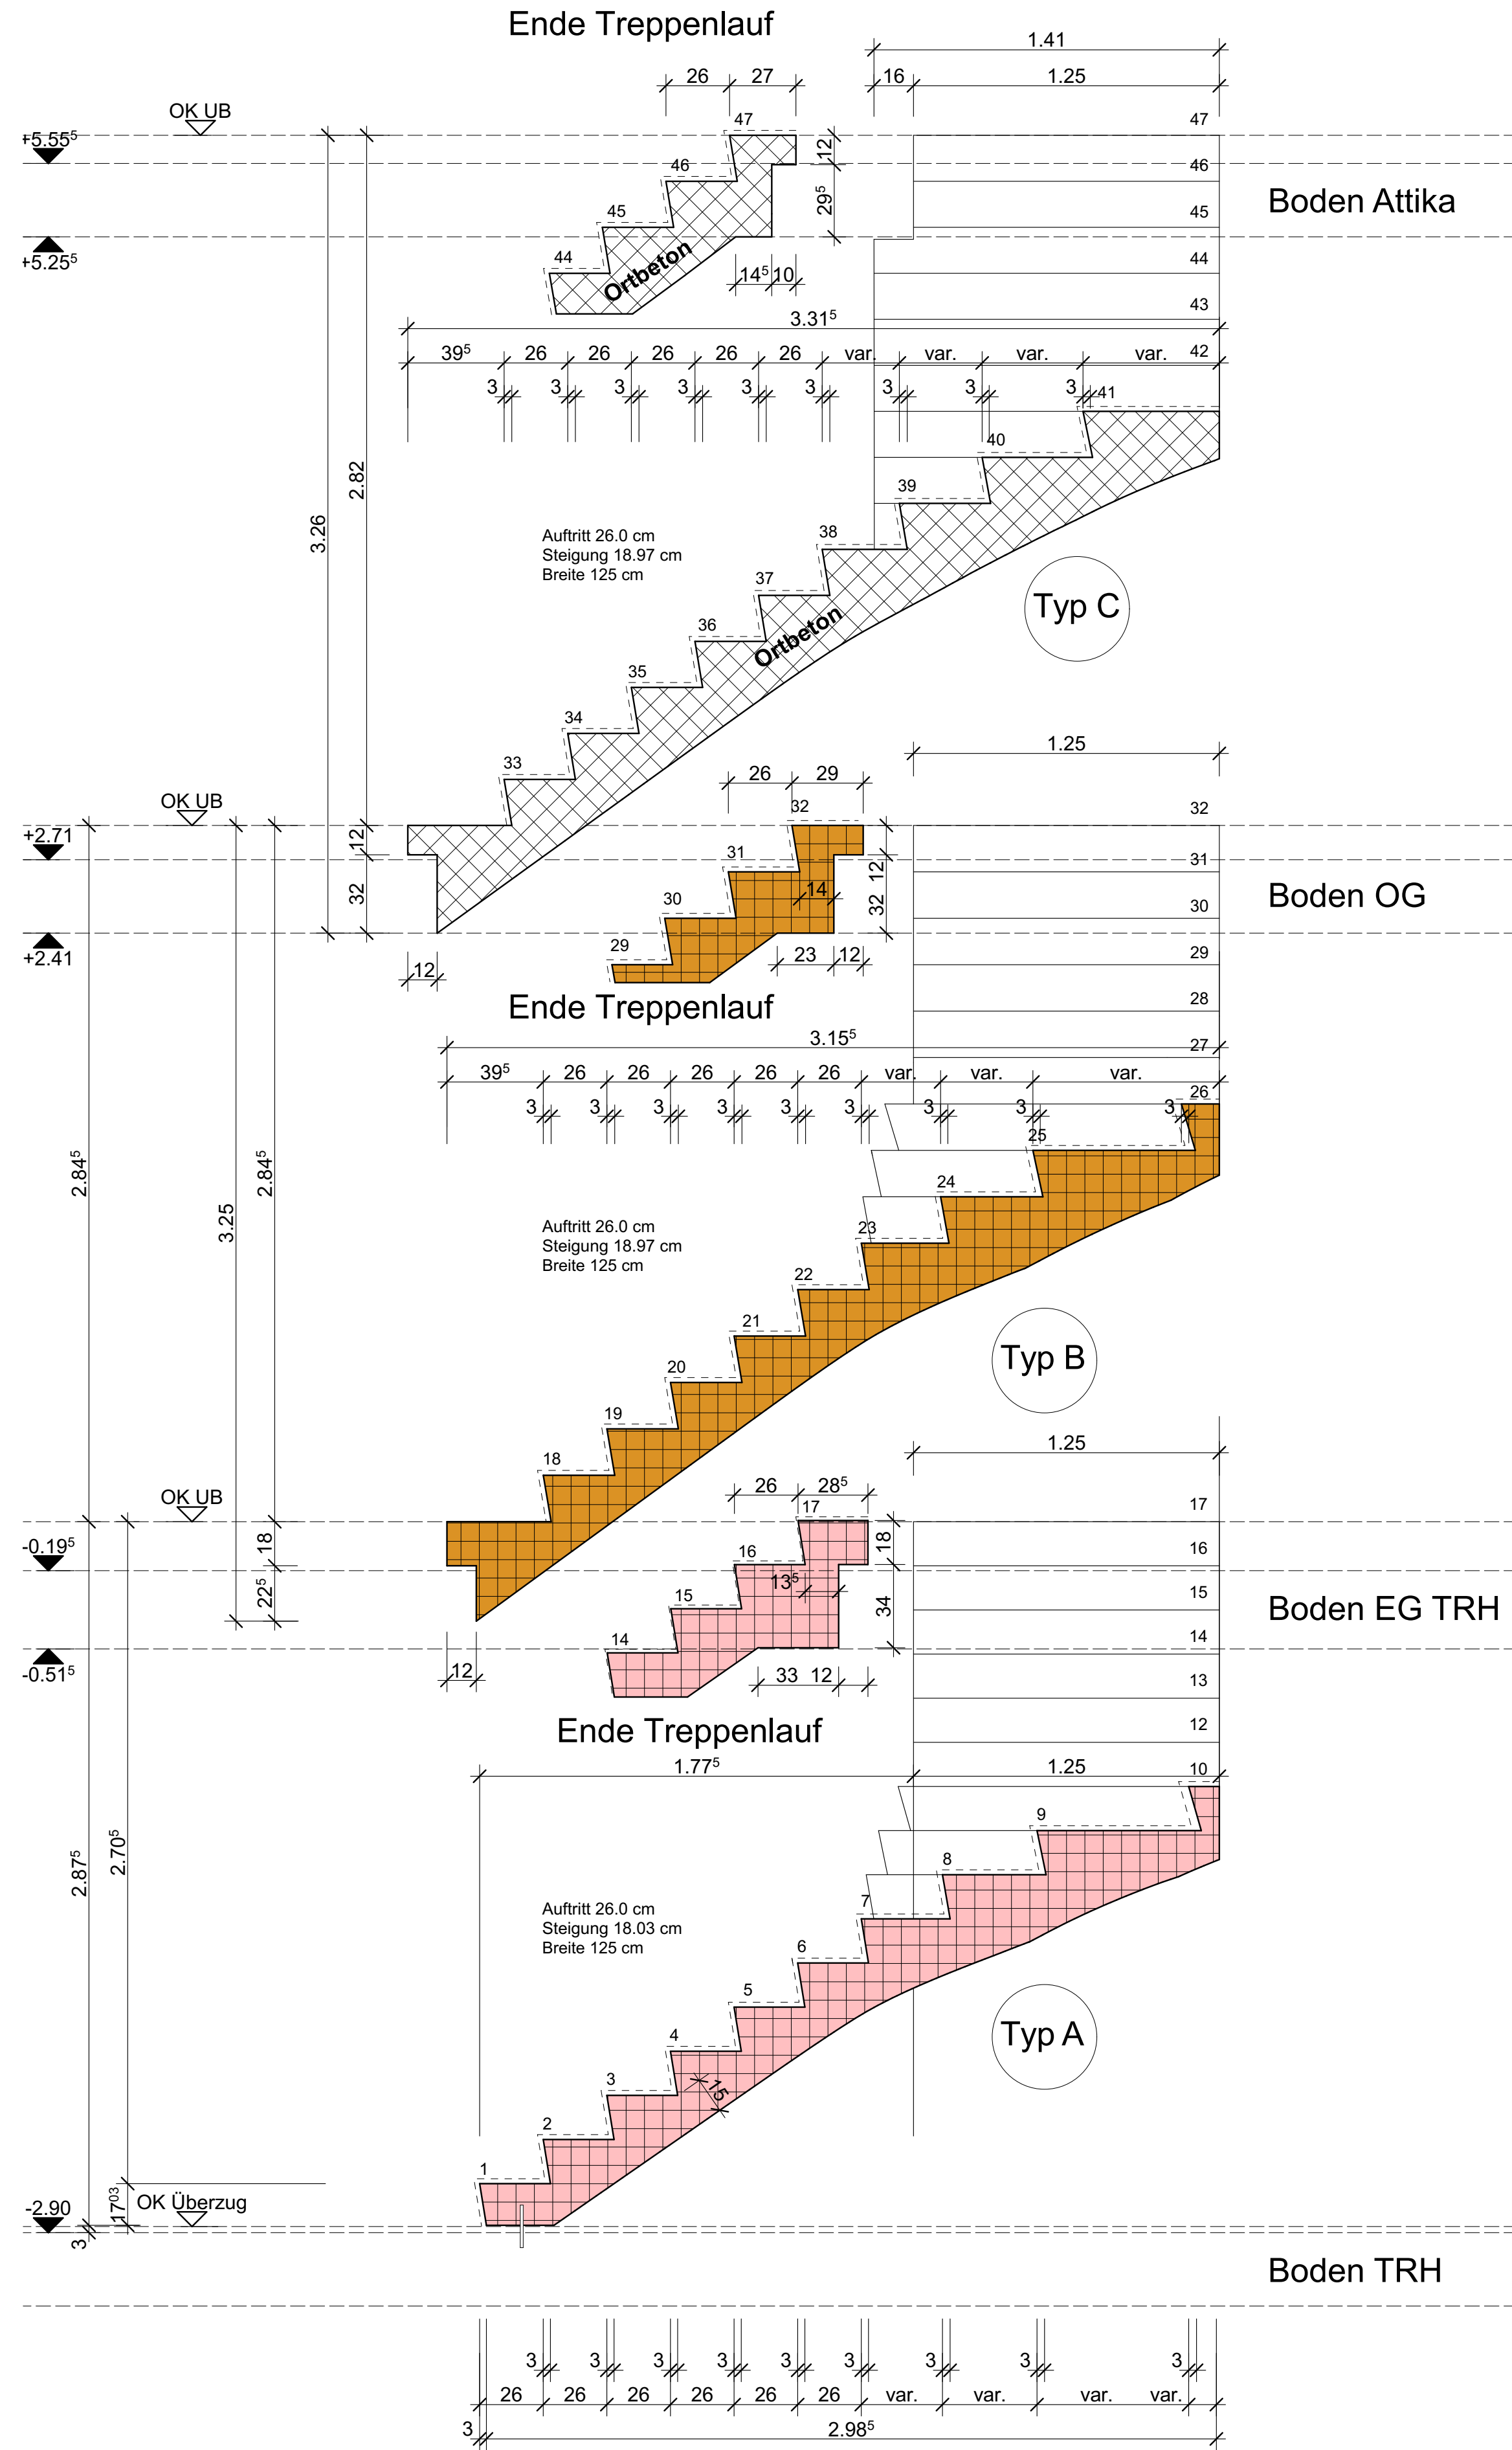 Ende Treppenlauf
1.41
26 27 16 1.25
OK UB
47 47
+5.55⁵
12
46 46
Boden Attika
29⁵
45 45
+5.25⁵
44 44
Ortbeton
14⁵ 10
43
3.31⁵
39⁵ 26 26 26 26 26 var. var. var. var. 42
3 3 3 3 3 3 3 3 3 41
40
2.82
39
3.26
38
Auftritt 26.0 cm
Steigung 18.97 cm
Breite 125 cm
37
Typ C
36
Ortbeton
35
34
1.25
33
26 29
OK UB
32 32
+2.71
12
31 31
12
Boden OG
14
32
30 30
32
29 29
+2.41
23 12
12
Ende Treppenlauf
28
3.15⁵
27
39⁵ 26 26 26 26 26 var. var. var.
3 3 3 3 3 3 3 3 3 26
25
2.84⁵ 2.84⁵
24
3.25
Auftritt 26.0 cm
Steigung 18.97 cm
Breite 125 cm
23
22
21
Typ B
20
19
1.25
18
26 28⁵
OK UB
17 17
-0.19⁵
18
16 16
18
13⁵
22⁵
15 15
34
Boden EG TRH
14 14
-0.51⁵
12
33 12
13
Ende Treppenlauf
12
1.77⁵ 1.25
10
9
2.70⁵
2.87⁵
8
Auftritt 26.0 cm
Steigung 18.03 cm
Breite 125 cm
7
6
5
Typ A
4
3
15
2
1
-2.90
17⁰³
OK Überzug
3
Boden TRH
3 3 3 3 3 3 3 3 3
26 26 26 26 26 26 var. var. var. var.
3 2.98⁵